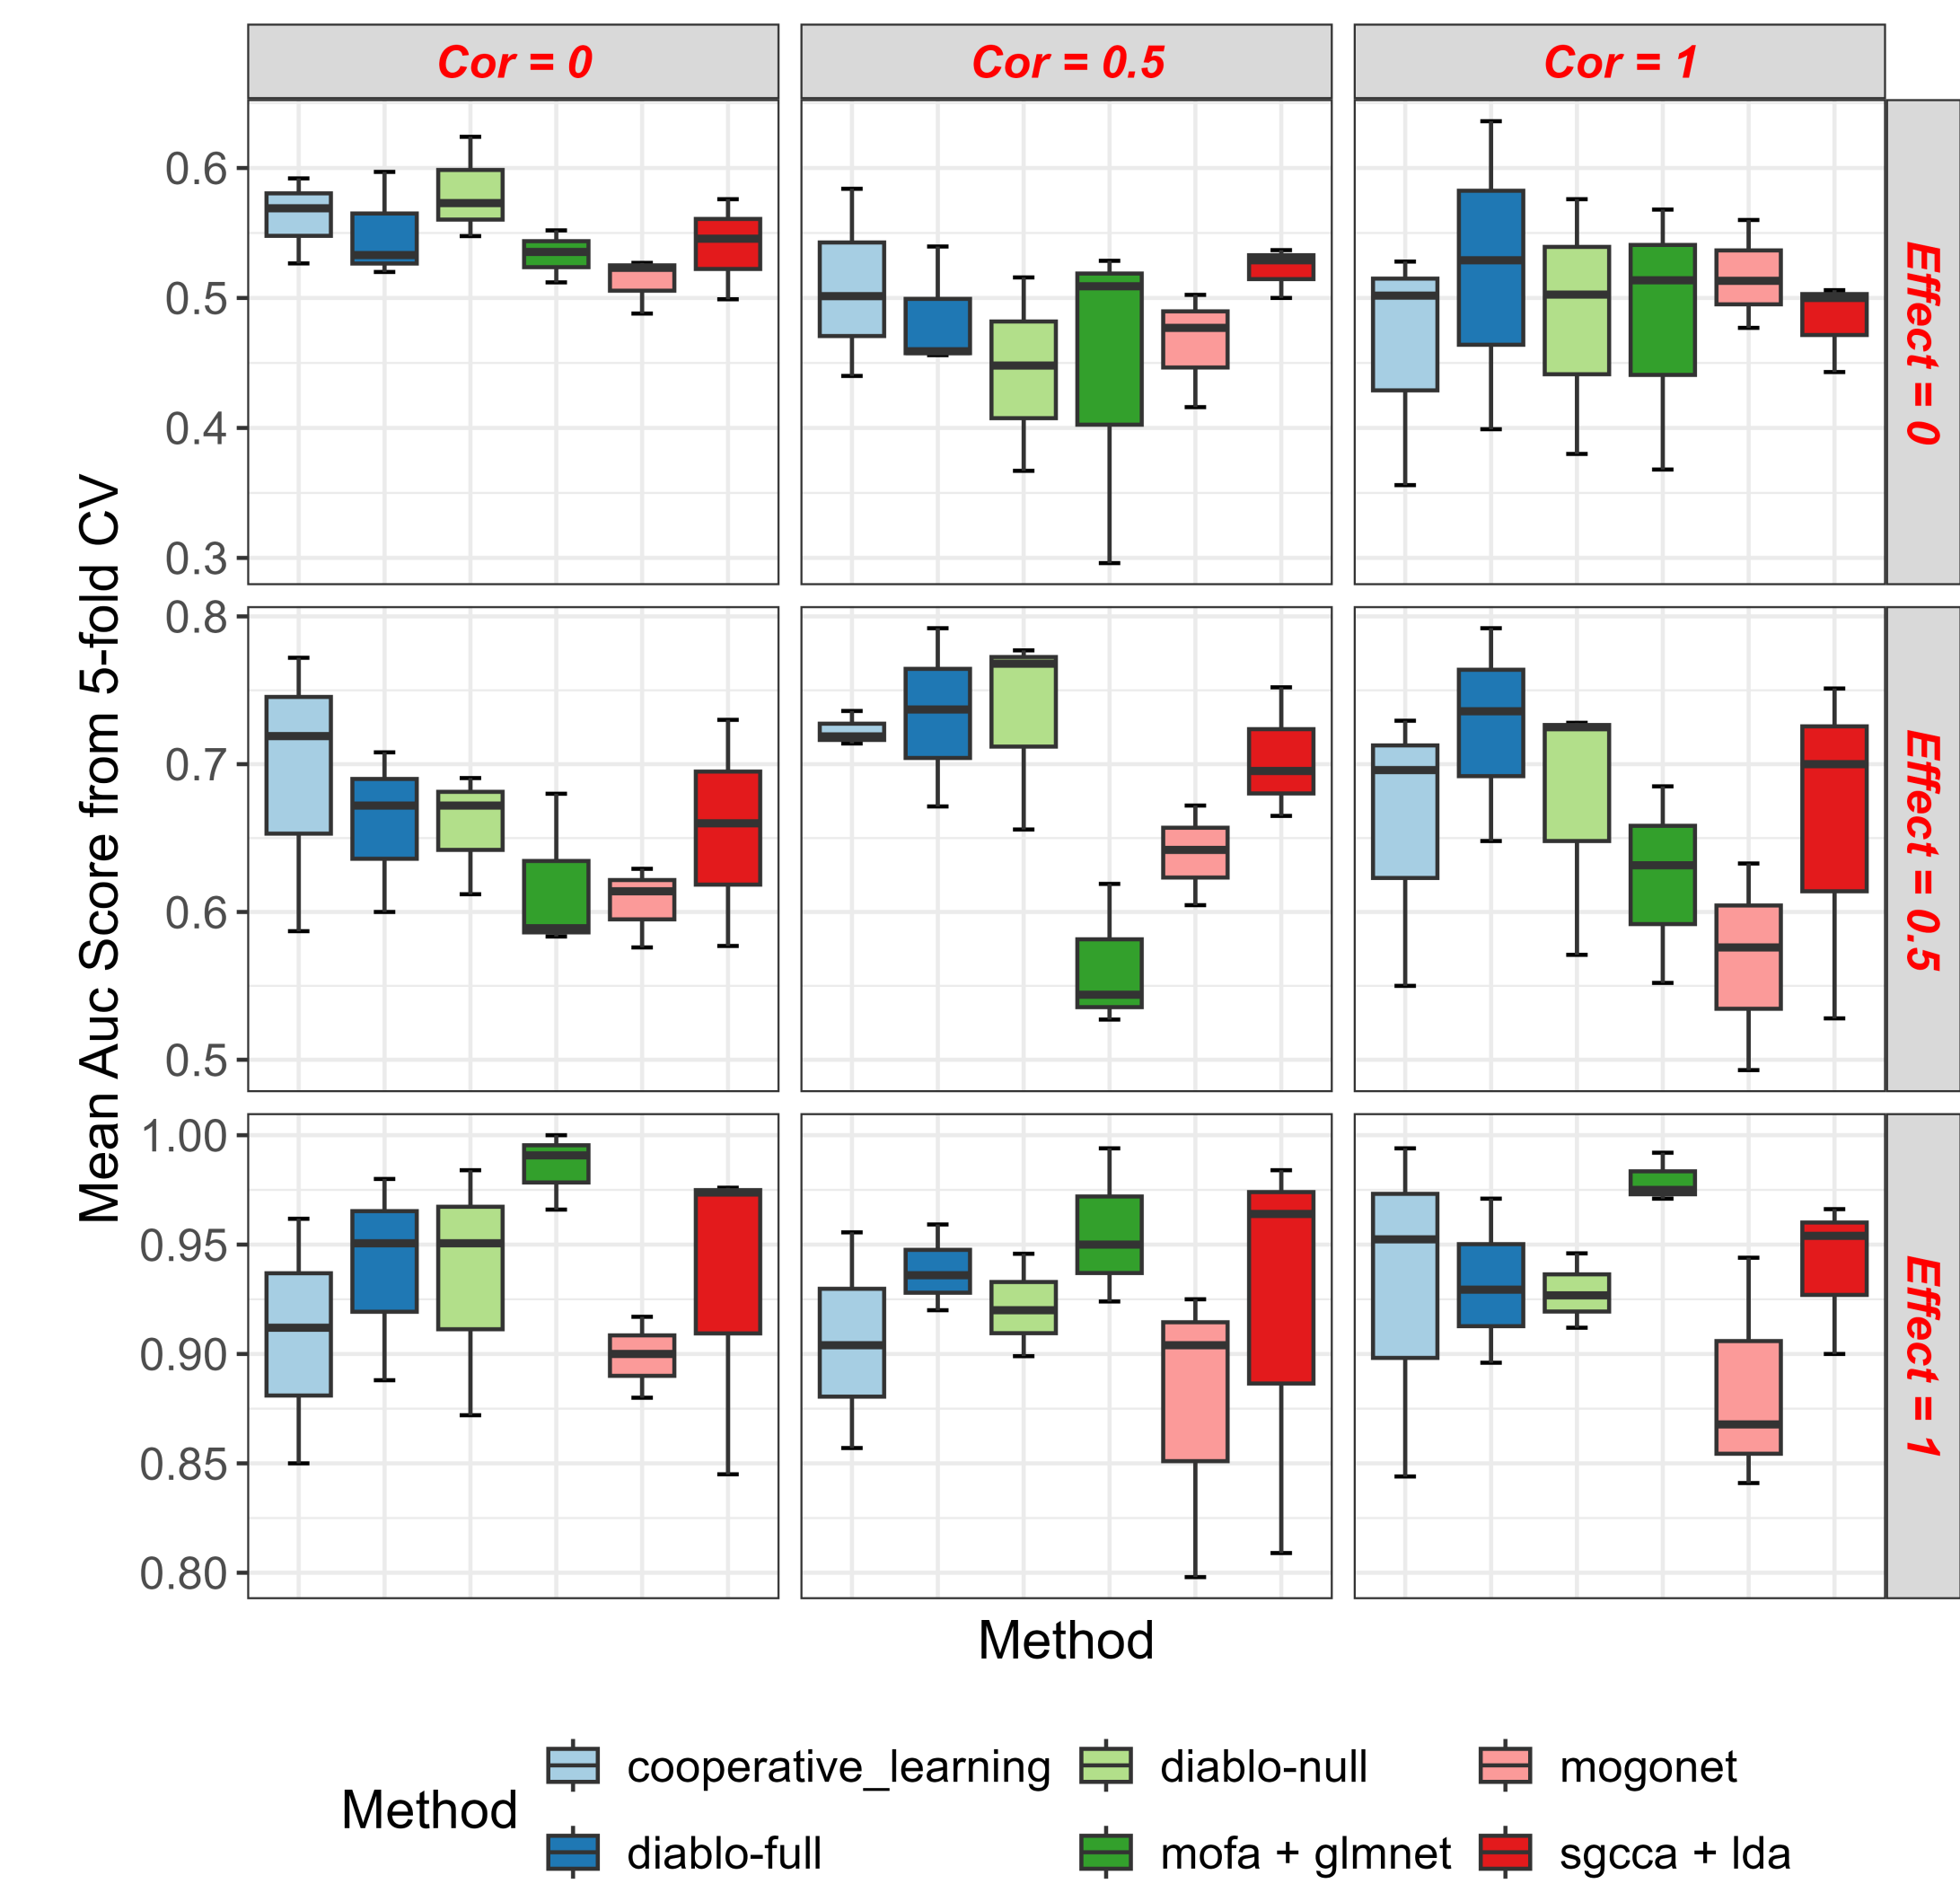 Cor = 0
Cor = 0.5
Cor = 1
Effect = 0
Effect = 0.5
Effect = 1
Mean Auc Score from 5-fold CV
0.6
0.5
0.4
0.3
0.8
0.7
0.6
0.5
1.00
0.95
0.90
0.85
0.80
Method
Method
cooperative_learning
diablo-null
mogonet
diablo-full
mofa + glmnet
sgcca + lda